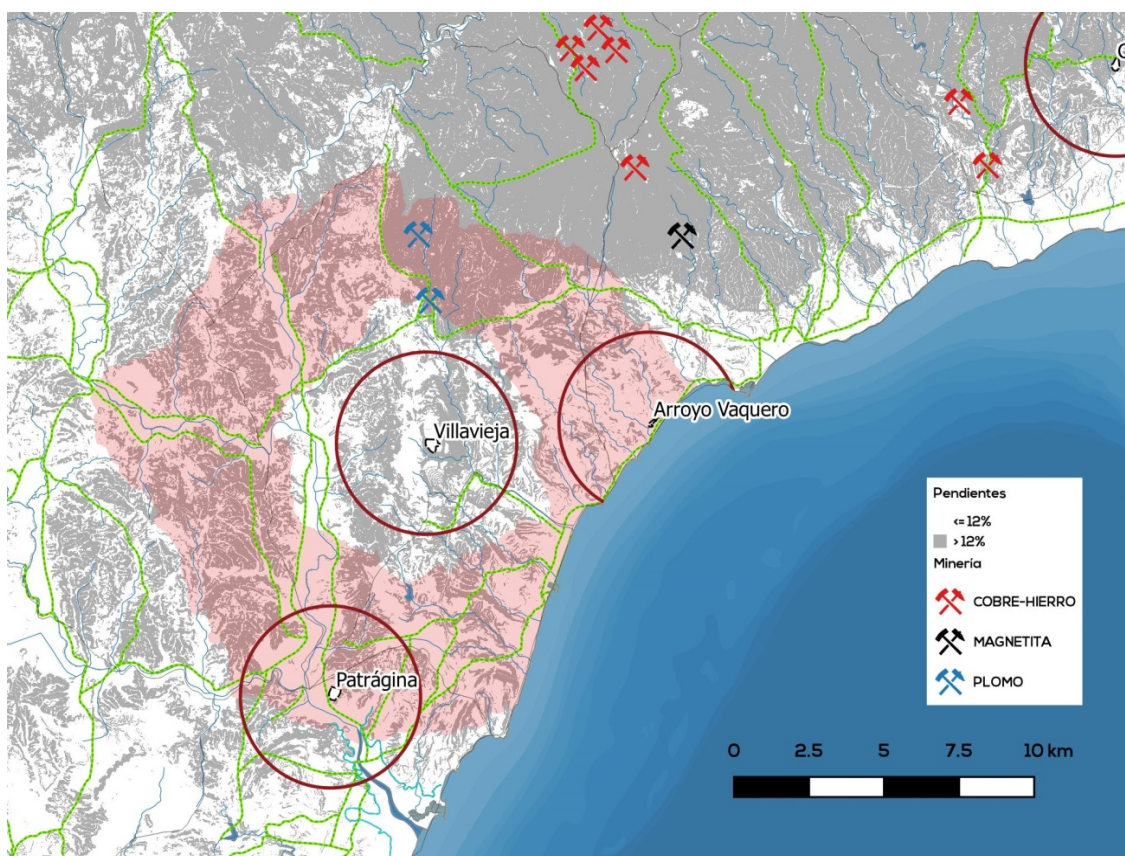 Villavieja
Arroyo Vaquero
Patrágina
Pendientes
<= 12%
> 12%
Minería
COBRE-HIERRO
MAGNETITA
PLOMO
0 2.5 5 7.5 10 km